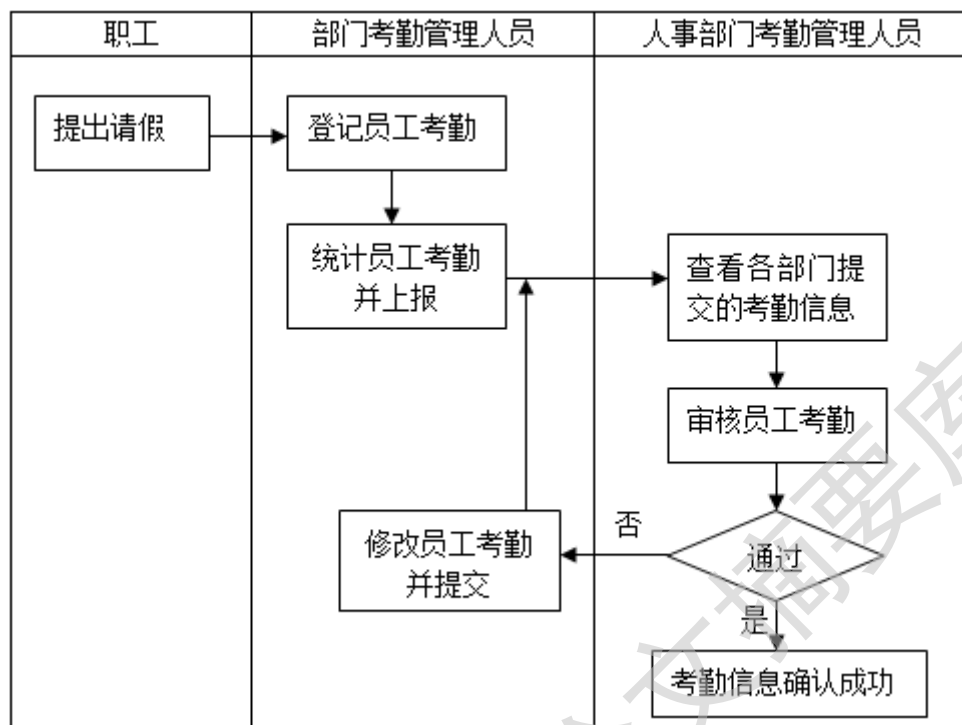 职工
部门考勤管理人员
人事部门考勤管理人员
提出请假
登记员工考勤
统计员工考勤
并上报
查看各部门提
交的考勤信息
审核员工考勤
否
修改员工考勤
并提交
通过
是
考勤信息确认成功
文摘要库